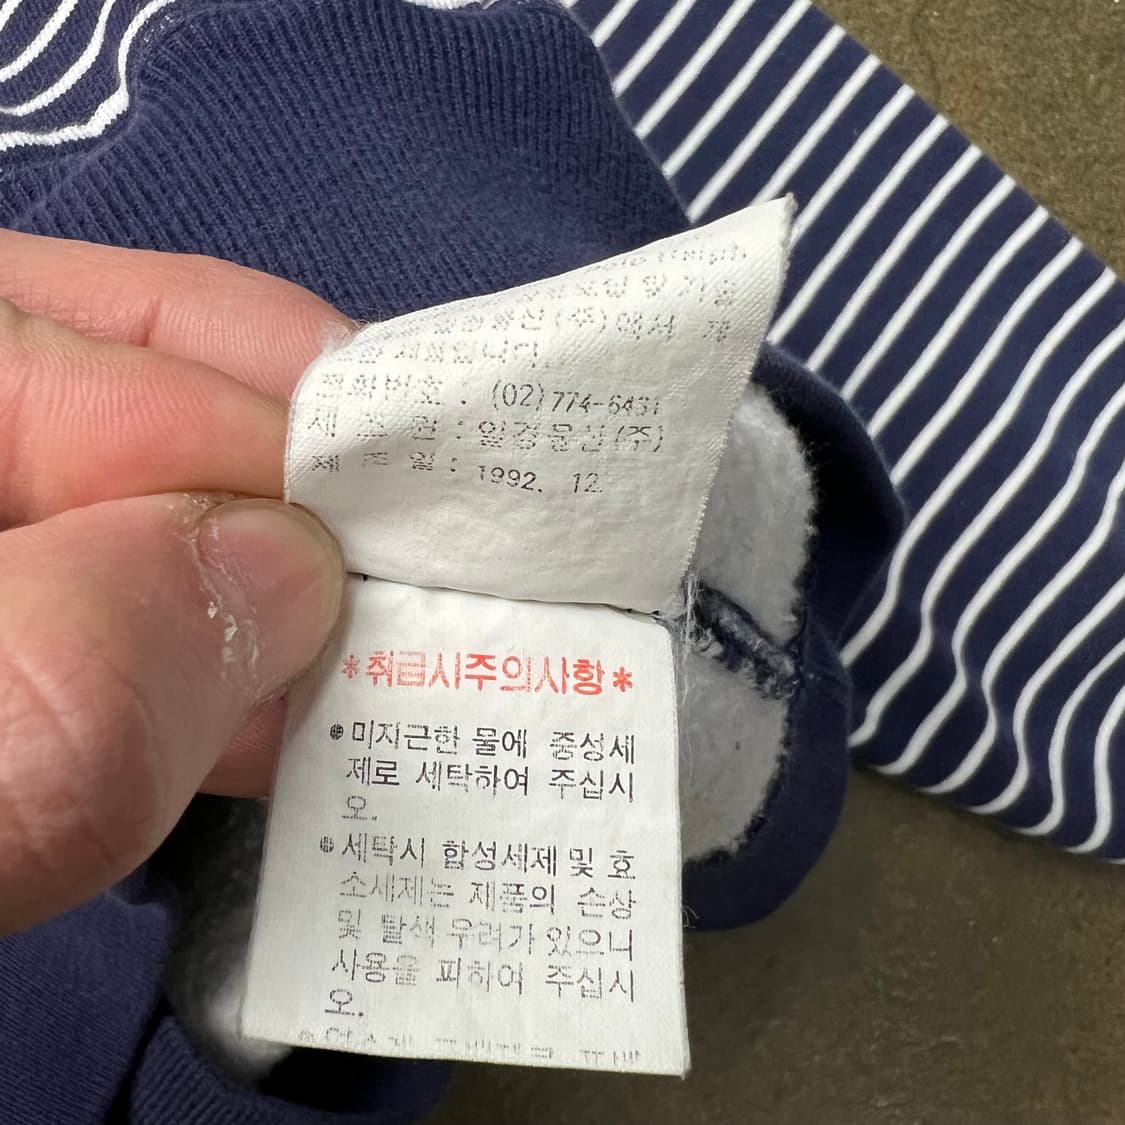 (주)에서
전화번호 : (02)774-6431
제 조 원 : 일경물산(주)
제 조 일 : 1992. 12
*취급시주의사항*
미지근한 물에 중성세
제로 세탁하여 주십시
오.
세탁시 합성세제 및 효
소세제는 제품의 손상
및 탈색 우려가 있으니
사용을 피하여 주십시
오.